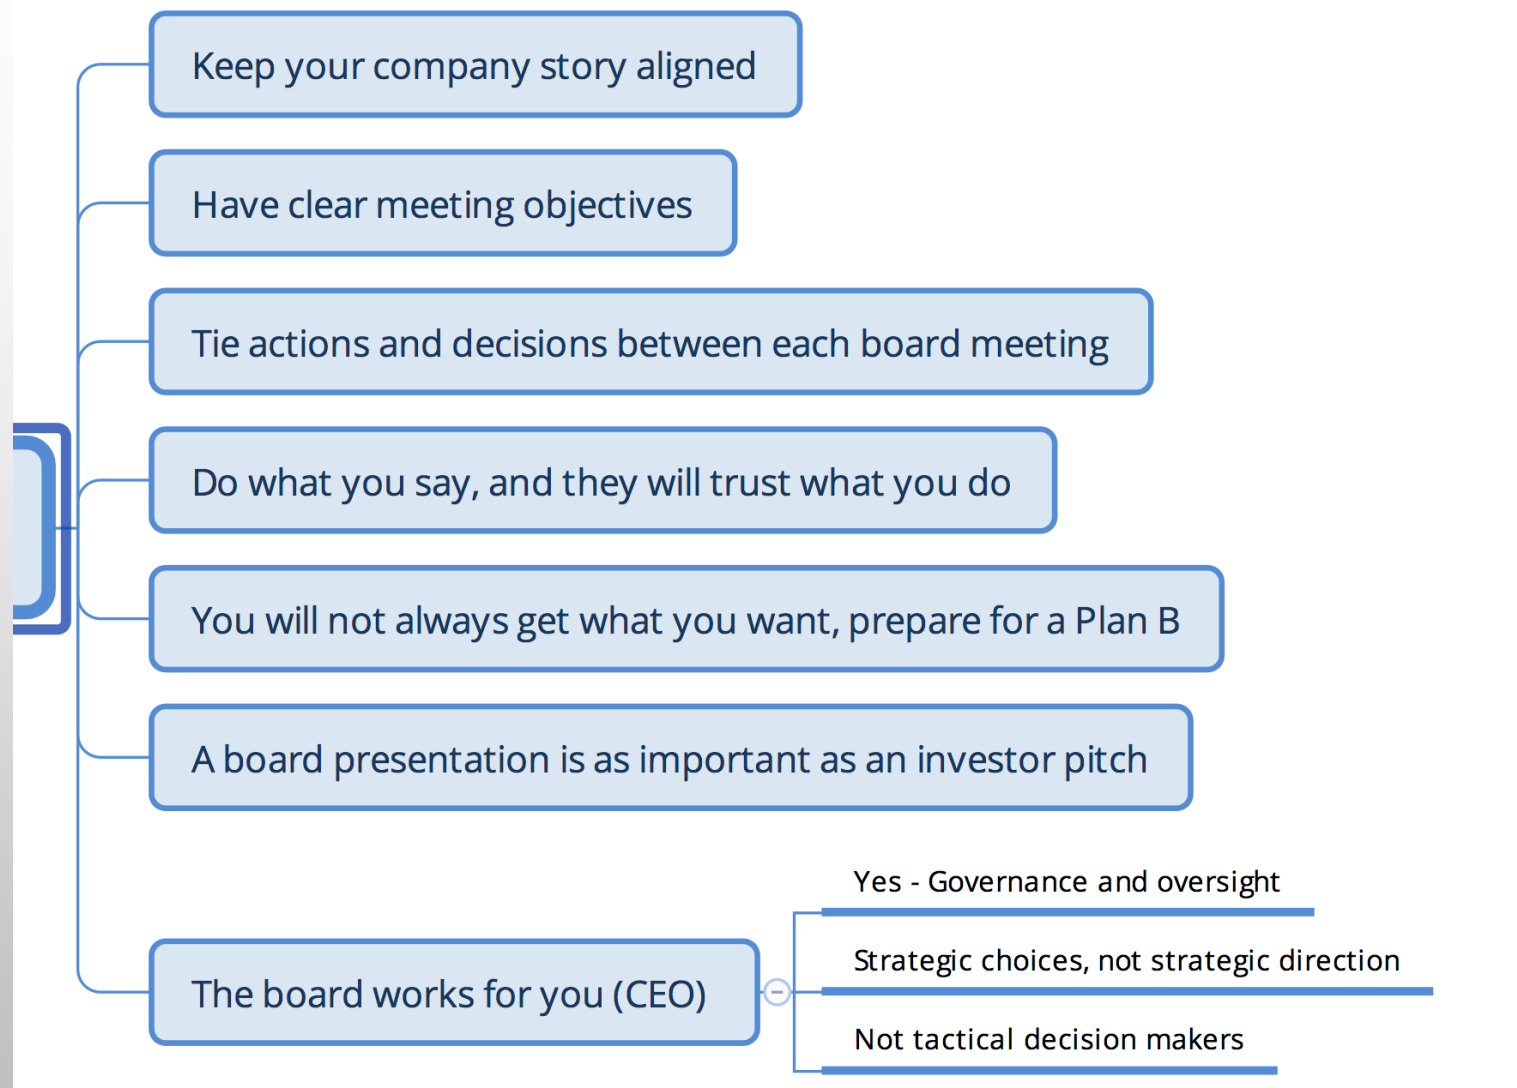 Keep your company story aligned
Have clear meeting objectives
Tie actions and decisions between each board meeting
Do what you say, and they will trust what you do
You will not always get what you want, prepare for a Plan B
A board presentation is as important as an investor pitch
The board works for you (CEO)
Yes - Governance and oversight
Strategic choices, not strategic direction
Not tactical decision makers